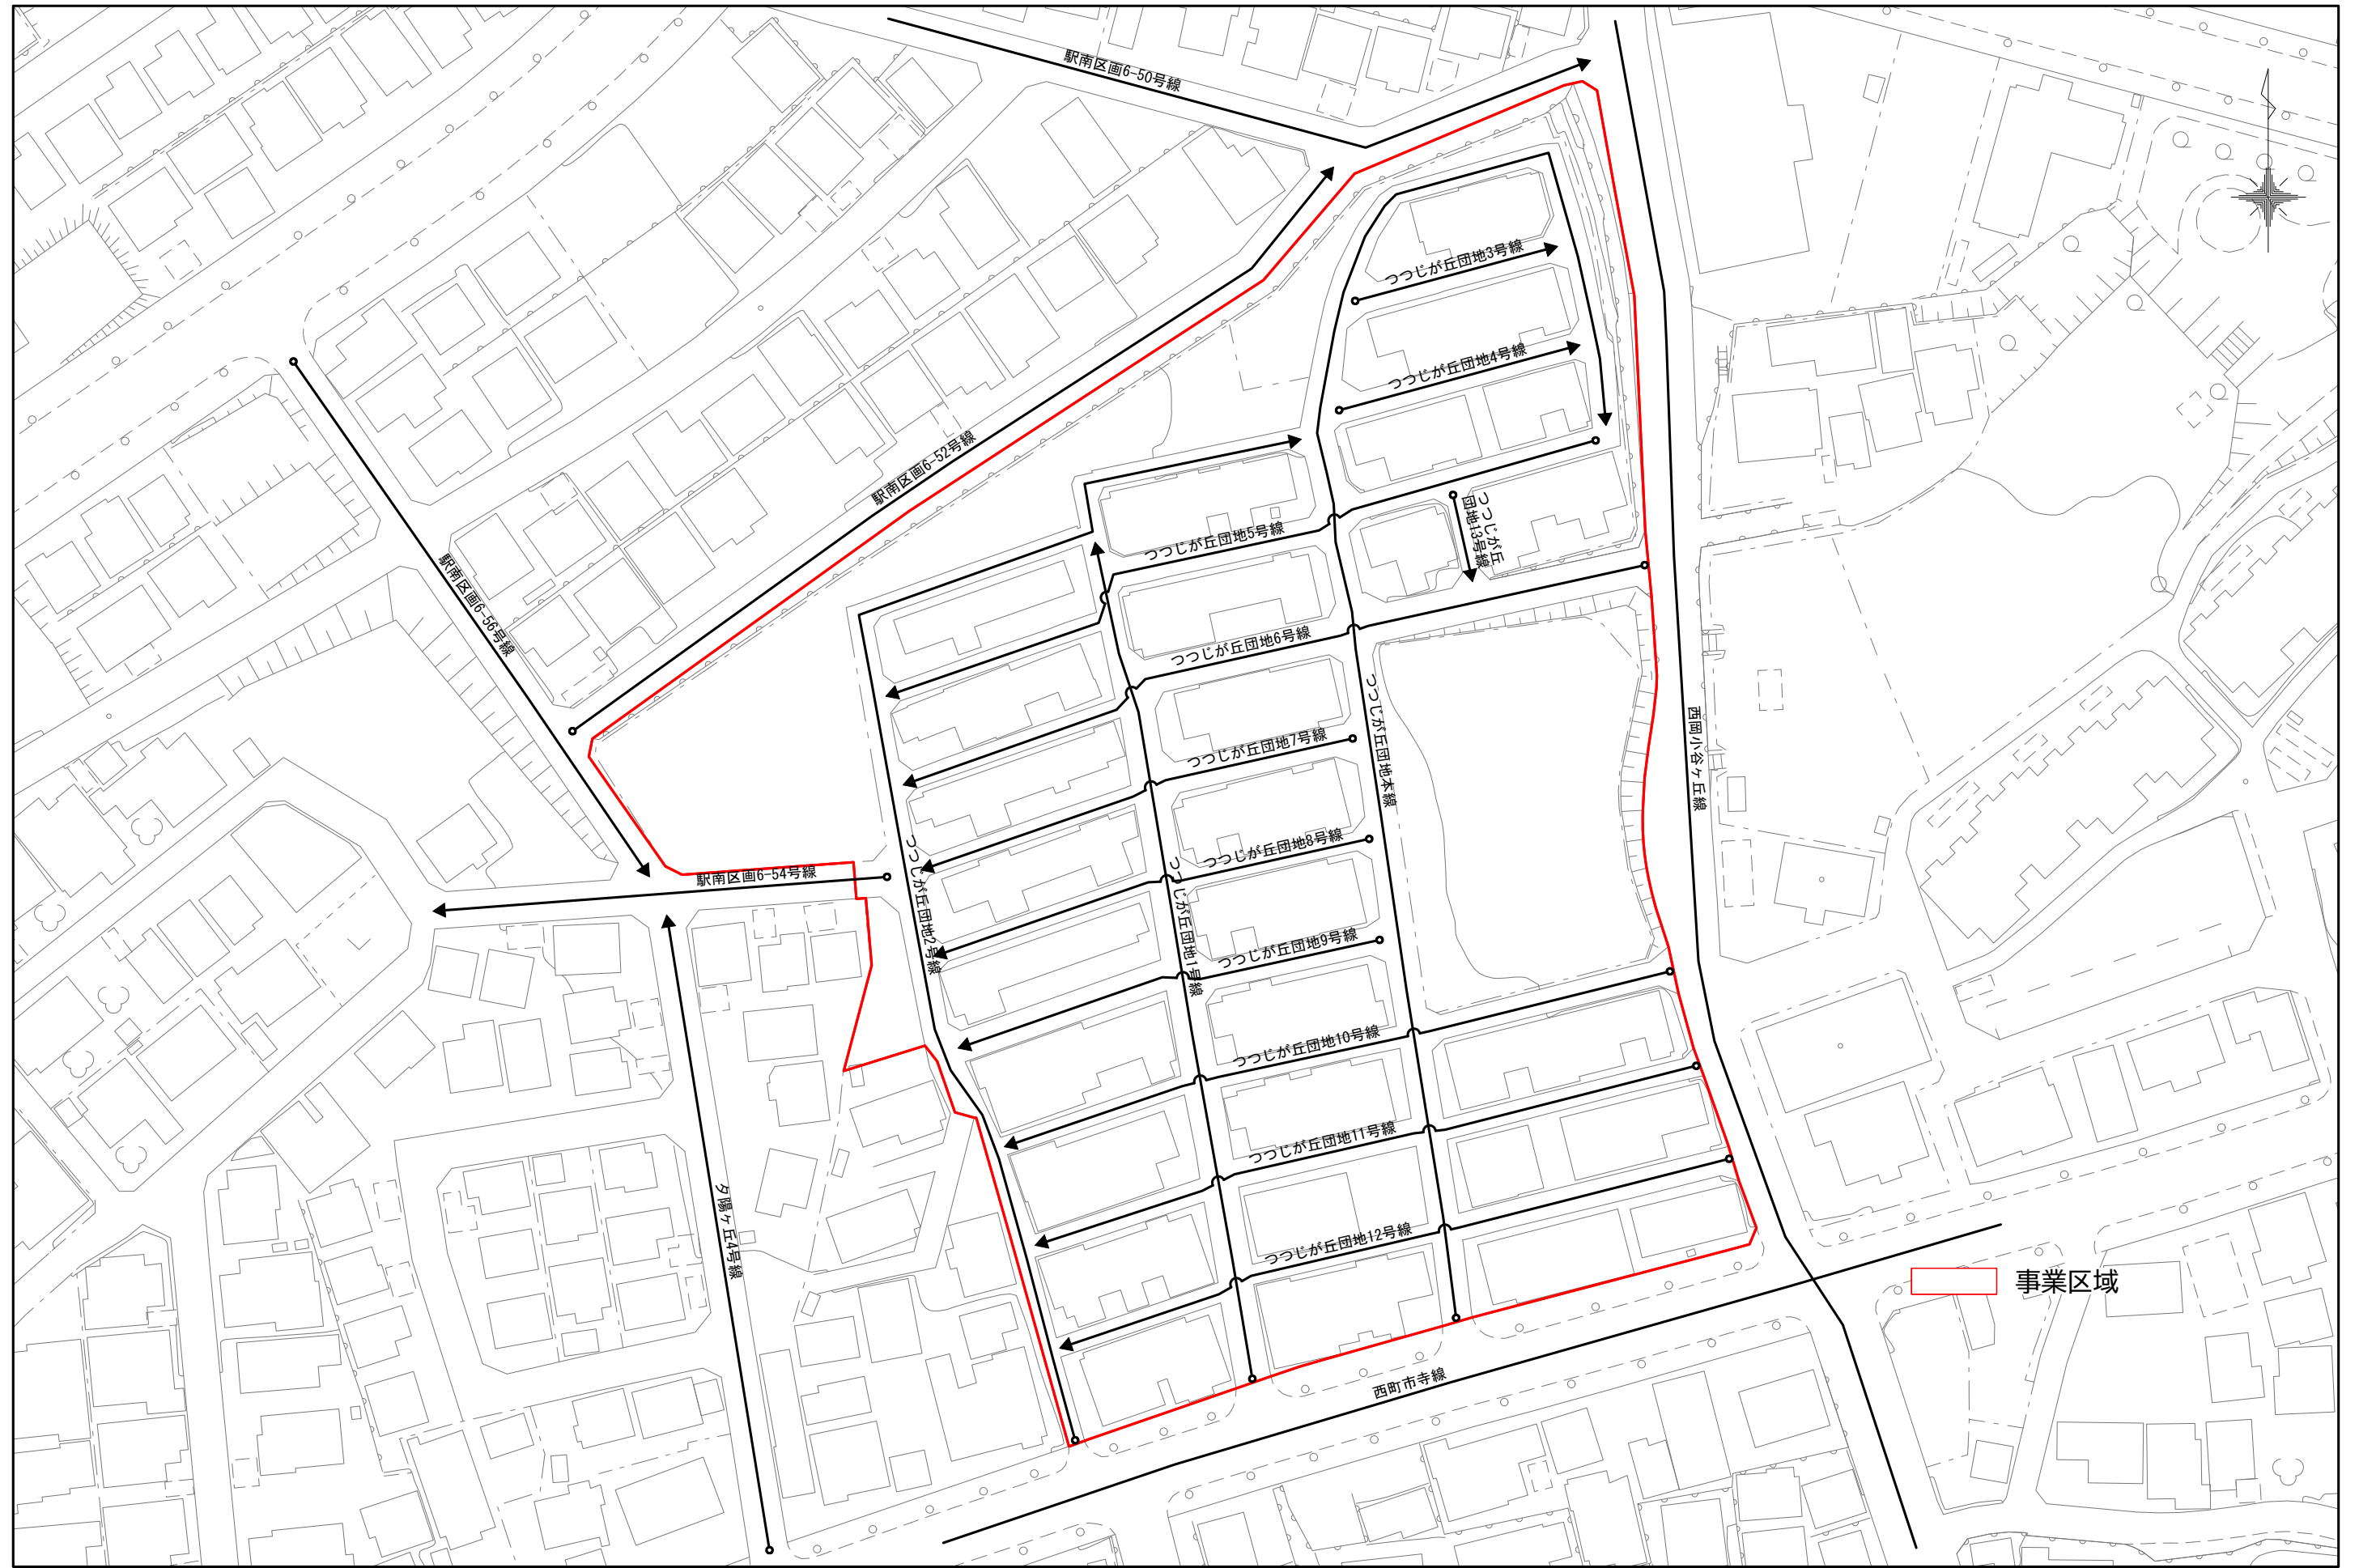 駅南区画6-50号線
つつじが丘団地3号線
つつじが丘団地4号線
駅南区画6-52号線
つつじが丘
団地13号線
つつじが丘団地5号線
駅南区画6-56号線
つつじが丘団地6号線
つつじが丘団地本線
西岡小谷ヶ丘線
つつじが丘団地7号線
つつじが丘団地8号線
駅南区画6-54号線
つつじが丘団地2号線
つつじが丘団地1号線
つつじが丘団地9号線
つつじが丘団地10号線
つつじが丘団地11号線
夕陽ヶ丘4号線
つつじが丘団地12号線
事業区域
西町市寺線